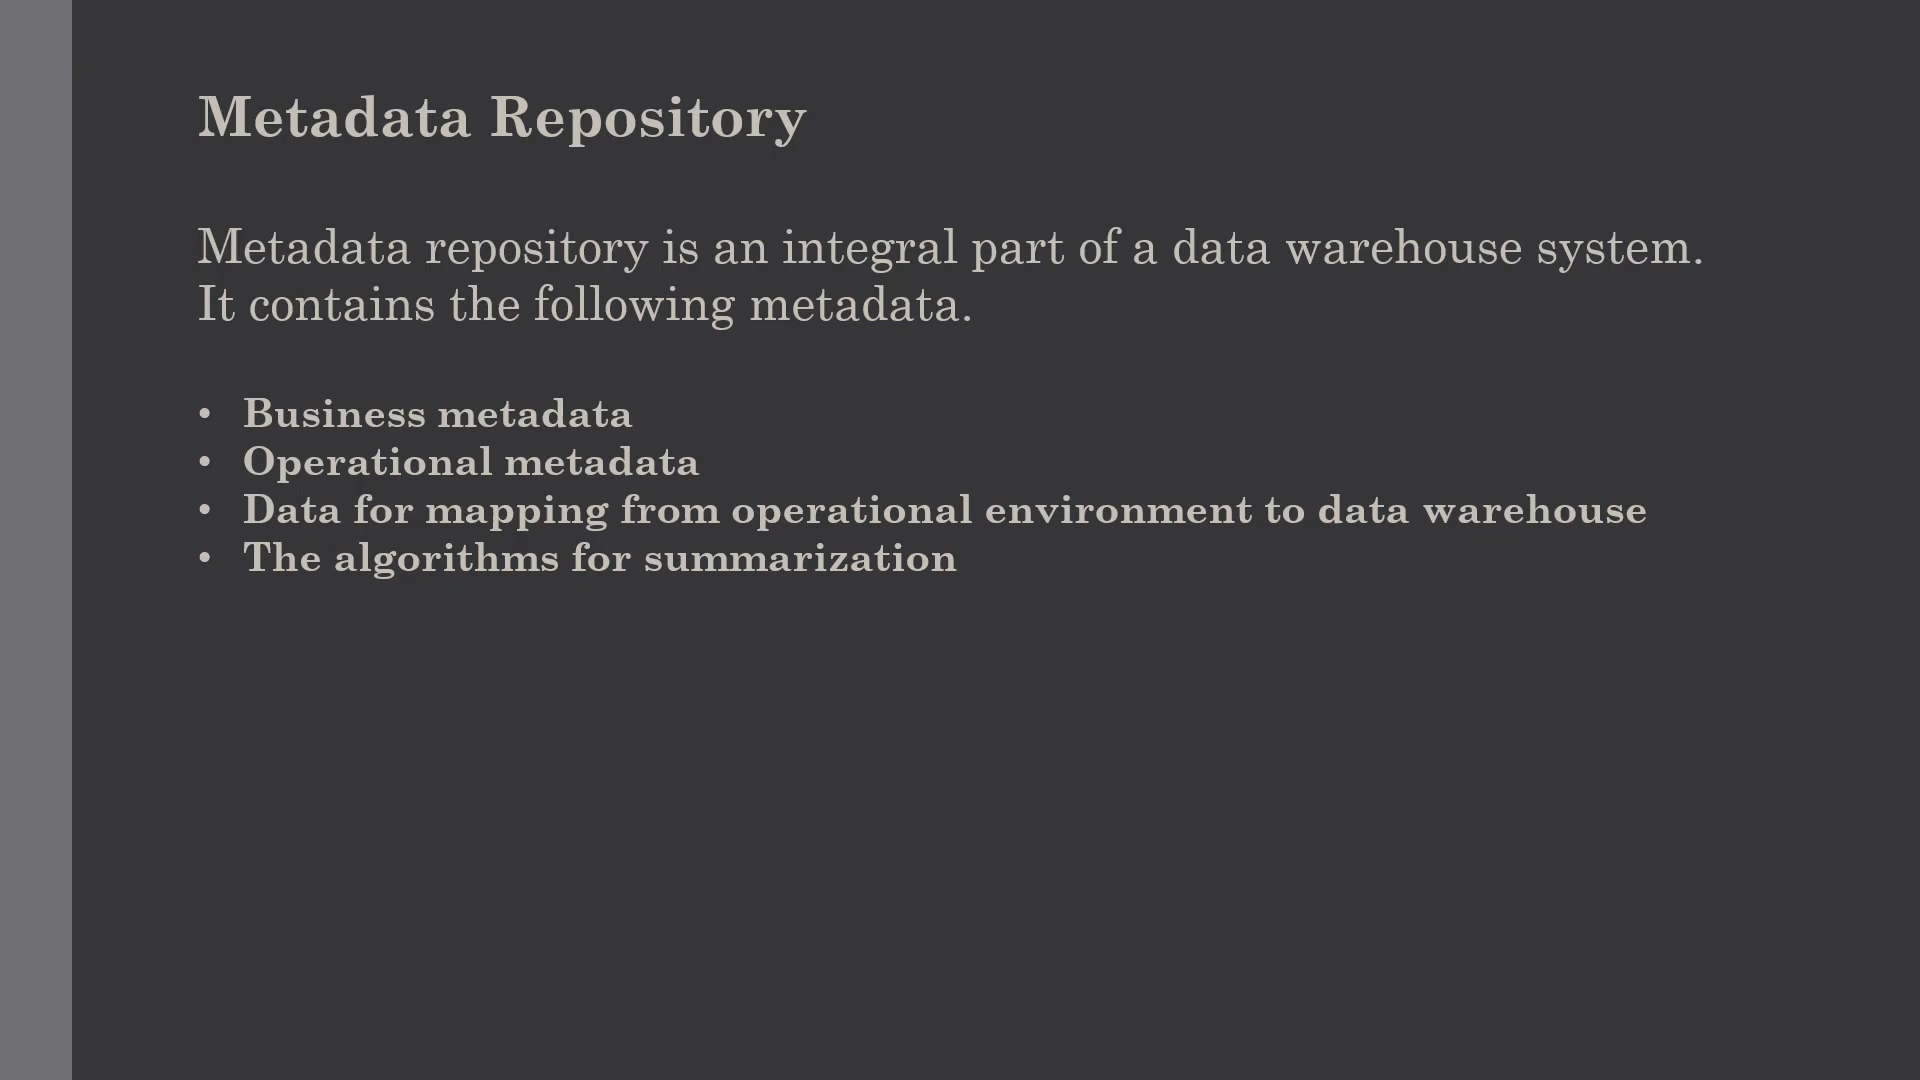 Metadata Repository
Metadata repository is an integral part of a data warehouse system.
It contains the following metadata.
• Business metadata
• Operational metadata
• Data for mapping from operational environment to data warehouse
• The algorithms for summarization